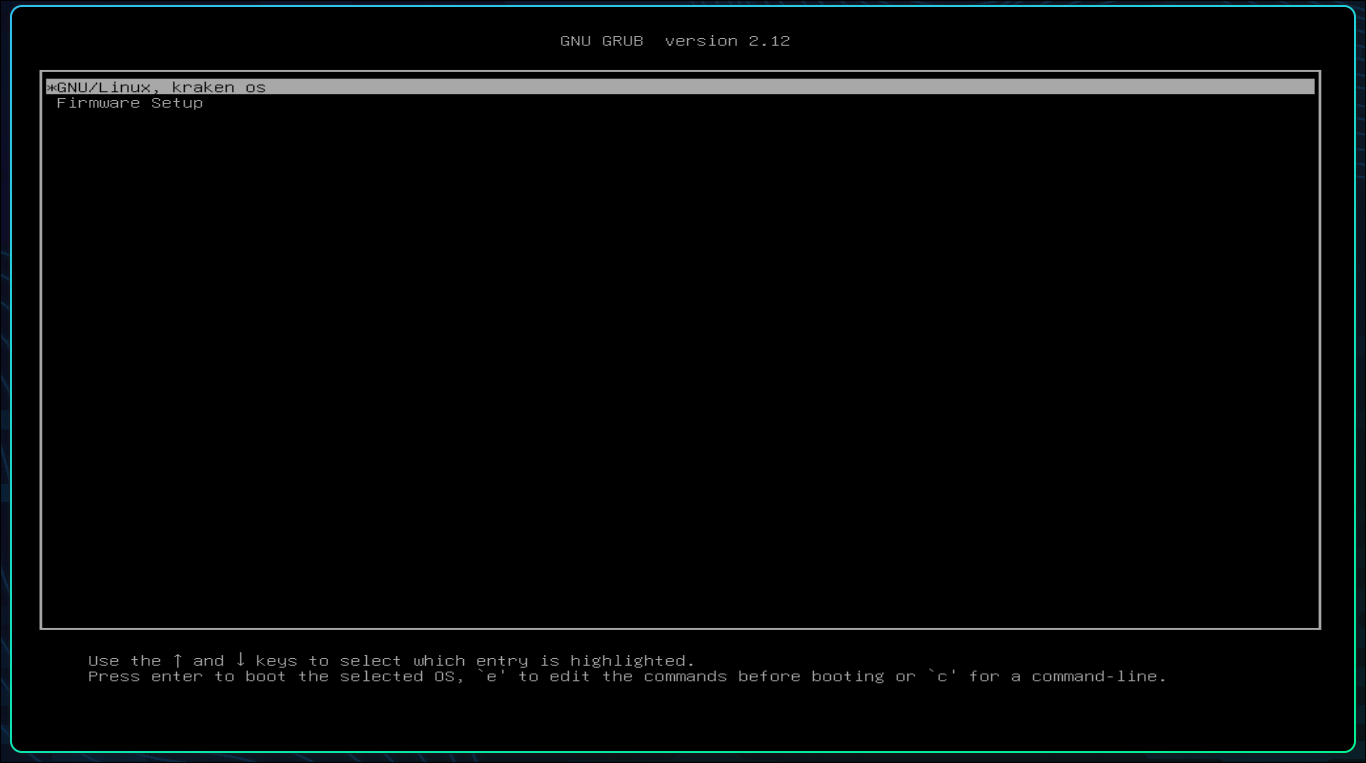 GNU GRUB  version 2.12
*GNU/Linux, kraken os
Firmware Setup
Use the ↑ and ↓ keys to select which entry is highlighted.
Press enter to boot the selected OS, `e' to edit the commands before booting or `c' for a command-line.